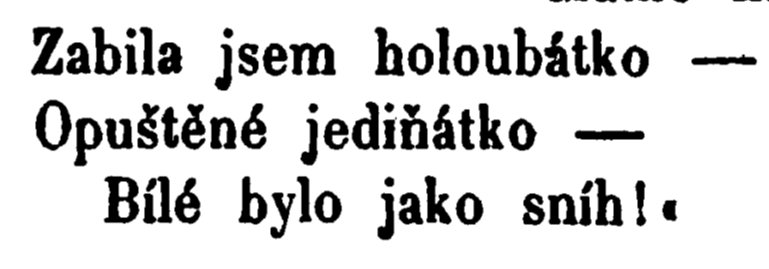 Zabila jsem holoubátko —
Opuštěné jediňátko —
Bílé bylo jako sníh!«